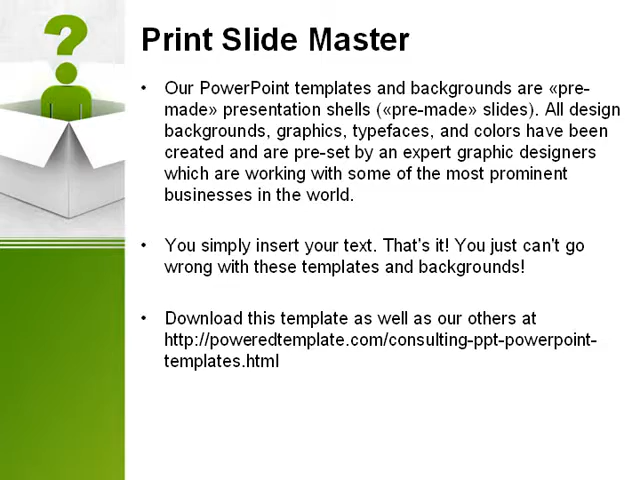 ?
Print Slide Master
• Our PowerPoint templates and backgrounds are «pre-
made» presentation shells («pre-made» slides). All design
backgrounds, graphics, typefaces, and colors have been
created and are pre-set by an expert graphic designers
which are working with some of the most prominent
businesses in the world.
• You simply insert your text. That's it! You just can't go
wrong with these templates and backgrounds!
• Download this template as well as our others at
http://poweredtemplate.com/consulting-ppt-powerpoint-
templates.html